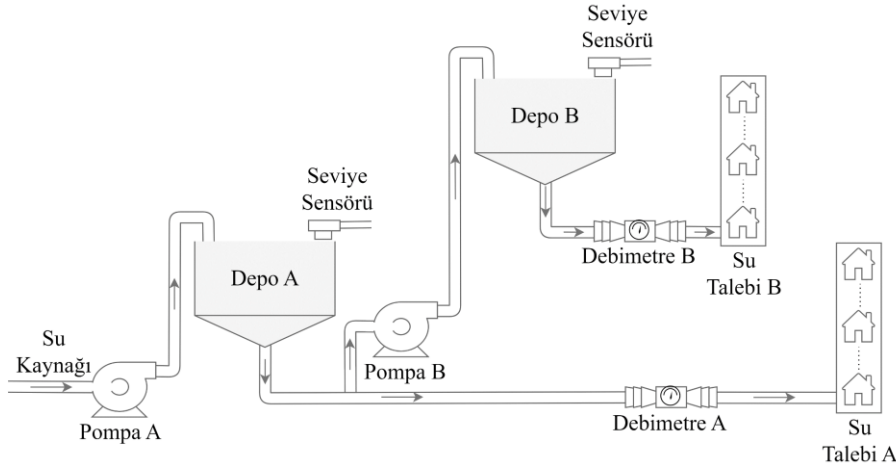 Seviye
Sensörü
Depo B
Seviye
Sensörü
Debimetre B
Su
Talebi B
Depo A
Su
Kaynağı
Pompa A
Pompa B
Debimetre A
Su
Talebi A